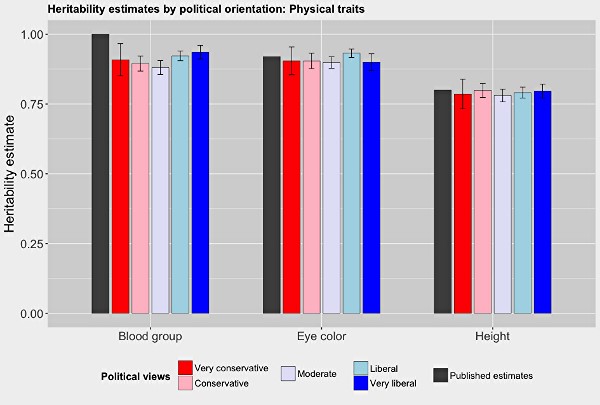 Heritability estimates by political orientation: Physical traits
Heritability estimate
1.00
0.75
0.50
0.25
0.00
Blood group
Eye color
Height
Political views
Very conservative
Conservative
Moderate
Liberal
Very liberal
Published estimates